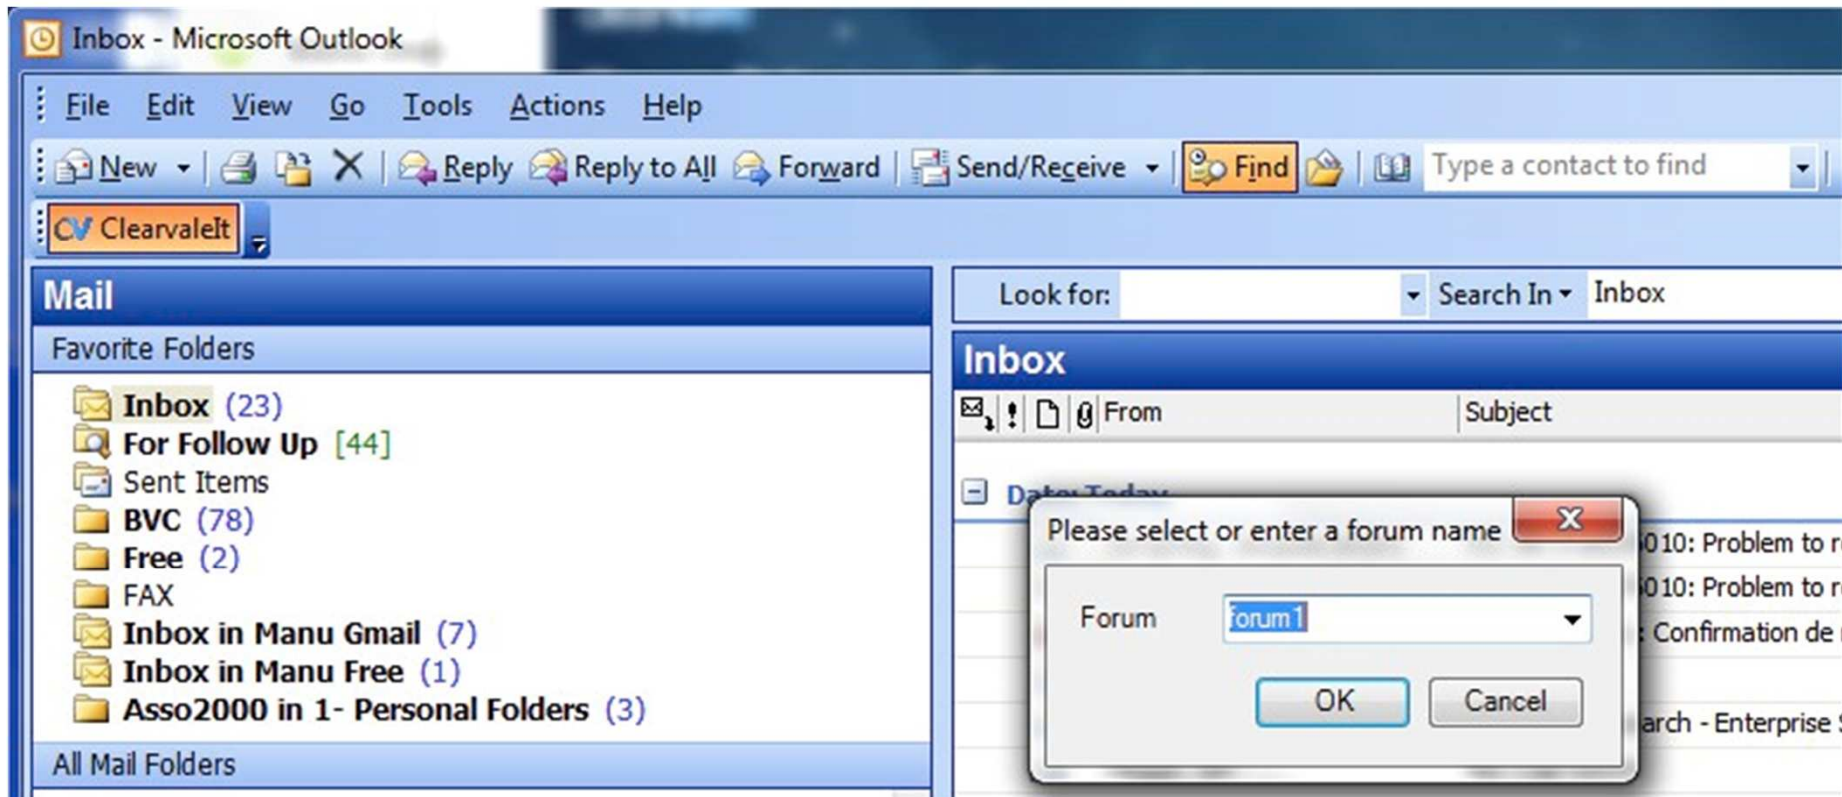 Inbox - Microsoft Outlook
File Edit View Go Tools Actions Help
New Reply Reply to All Forward Send/Receive Find Type a contact to find
CV ClearvaleIt
Mail
Look for: Search In Inbox
Favorite Folders
Inbox
Inbox (23)
From Subject
For Follow Up [44]
Sent Items
Date: Today
BVC (78)
Please select or enter a forum name
5010: Problem to r
Free (2)
FAX
010: Problem to r
Forum forum1
Inbox in Manu Gmail (7)
: Confirmation de
Inbox in Manu Free (1)
OK Cancel
Asso2000 in 1- Personal Folders (3)
arch - Enterprise S
All Mail Folders